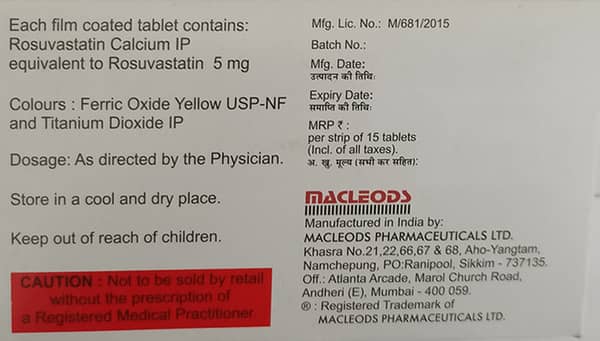 Each film coated tablet contains:
Rosuvastatin Calcium IP
equivalent to Rosuvastatin 5 mg
Colours : Ferric Oxide Yellow USP-NF
and Titanium Dioxide IP
Dosage: As directed by the Physician.
Store in a cool and dry place.
Keep out of reach of children.
CAUTION : Not to be sold by retail
without the prescription of
a Registered Medical Practitioner
Mfg. Lic. No.: M/681/2015
Batch No.:
Mfg. Date:
उत्पादन की तिथि:
Expiry Date:
समाप्ति की तिथि:
MRP ₹ :
per strip of 15 tablets
(Incl. of all taxes).
अ. खु. मूल्य (सभी कर सहित):
MACLEODS
Manufactured in India by:
MACLEODS PHARMACEUTICALS LTD.
Khasra No.21,22,66,67 & 68, Aho-Yangtam,
Namchepung, PO:Ranipool, Sikkim - 737135.
Off.: Atlanta Arcade, Marol Church Road,
Andheri (E), Mumbai - 400 059.
® : Registered Trademark of
MACLEODS PHARMACEUTICALS LTD.